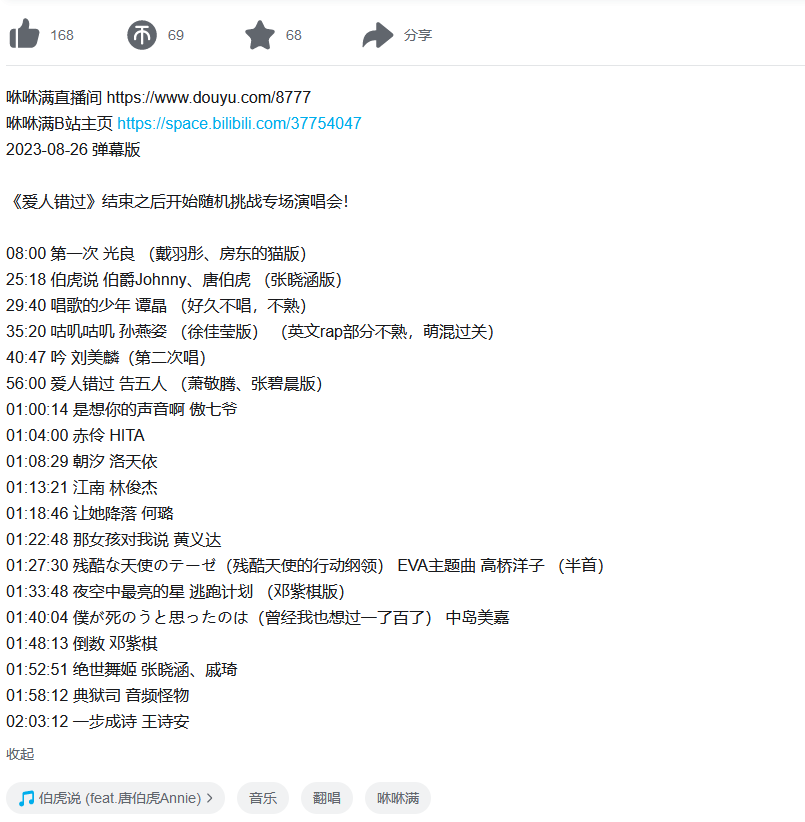 168 69 68 分享
咻咻满直播间 https://www.douyu.com/8777
咻咻满B站主页 https://space.bilibili.com/37754047
2023-08-26 弹幕版
《爱人错过》结束之后开始随机挑战专场演唱会！
08:00 第一次 光良 （戴羽彤、房东的猫版）
25:18 伯虎说 伯爵Johnny、唐伯虎 （张晓涵版）
29:40 唱歌的少年 谭晶 （好久不唱，不熟）
35:20 咕叽咕叽 孙燕姿 （徐佳莹版） （英文rap部分不熟，萌混过关）
40:47 吟 刘美麟（第二次唱）
56:00 爱人错过 告五人 （萧敬腾、张碧晨版）
01:00:14 是想你的声音啊 傲七爷
01:04:00 赤伶 HITA
01:08:29 朝汐 洛天依
01:13:21 江南 林俊杰
01:18:46 让她降落 何璐
01:22:48 那女孩对我说 黄义达
01:27:30 残酷な天使のテーゼ（残酷天使的行动纲领） EVA主题曲 高桥洋子 （半首）
01:33:48 夜空中最亮的星 逃跑计划 （邓紫棋版）
01:40:04 僕が死のうと思ったのは（曾经我也想过一了百了） 中岛美嘉
01:48:13 倒数 邓紫棋
01:52:51 绝世舞姬 张晓涵、戚琦
01:58:12 典狱司 音频怪物
02:03:12 一步成诗 王诗安
收起
伯虎说 (feat.唐伯虎Annie) 音乐 翻唱 咻咻满